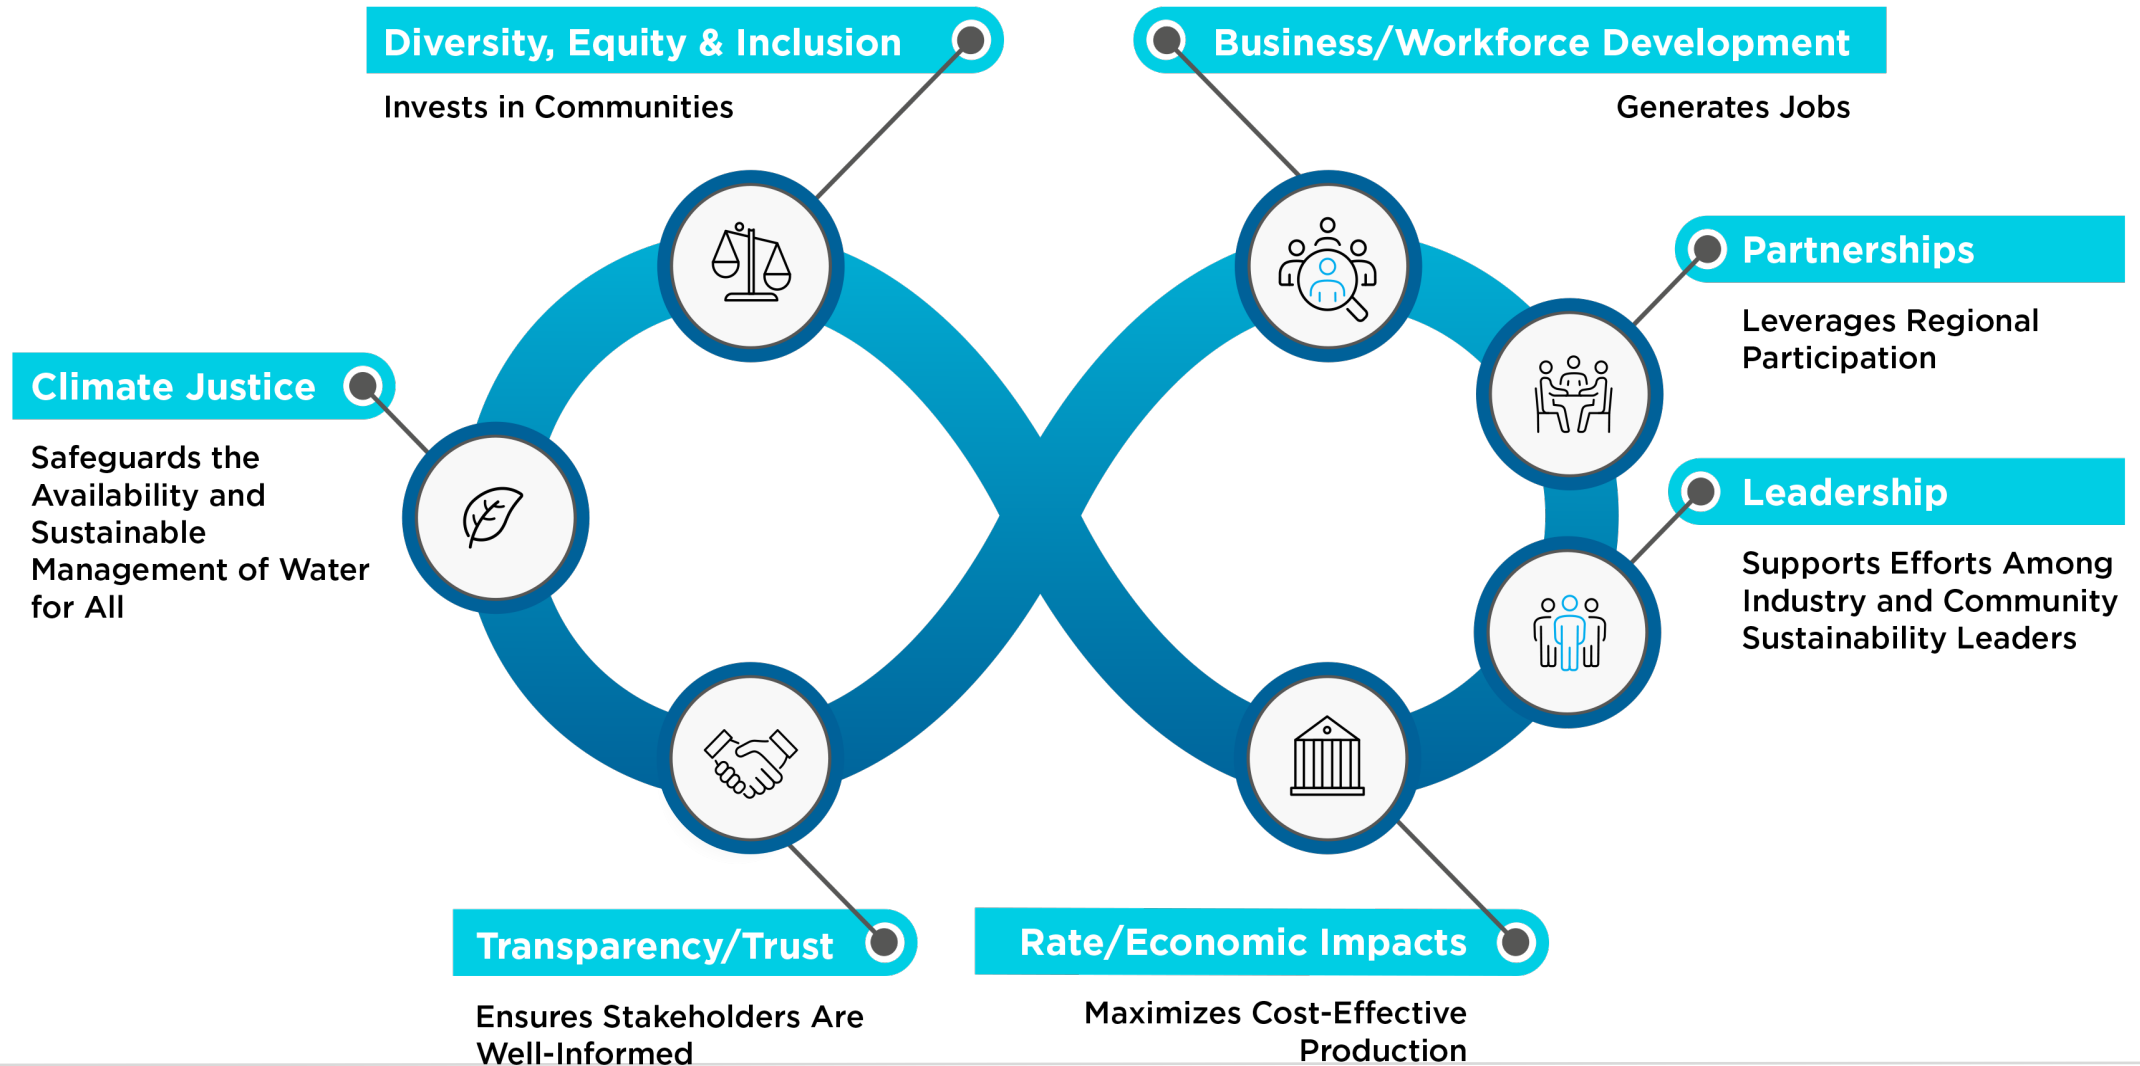 Diversity, Equity & Inclusion
Invests in Communities
Business/Workforce Development
Generates Jobs
Partnerships
Leverages Regional
Participation
Climate Justice
Safeguards the
Availability and
Sustainable
Management of Water
for All
Leadership
Supports Efforts Among
Industry and Community
Sustainability Leaders
Transparency/Trust
Ensures Stakeholders Are
Well-Informed
Rate/Economic Impacts
Maximizes Cost-Effective
Production